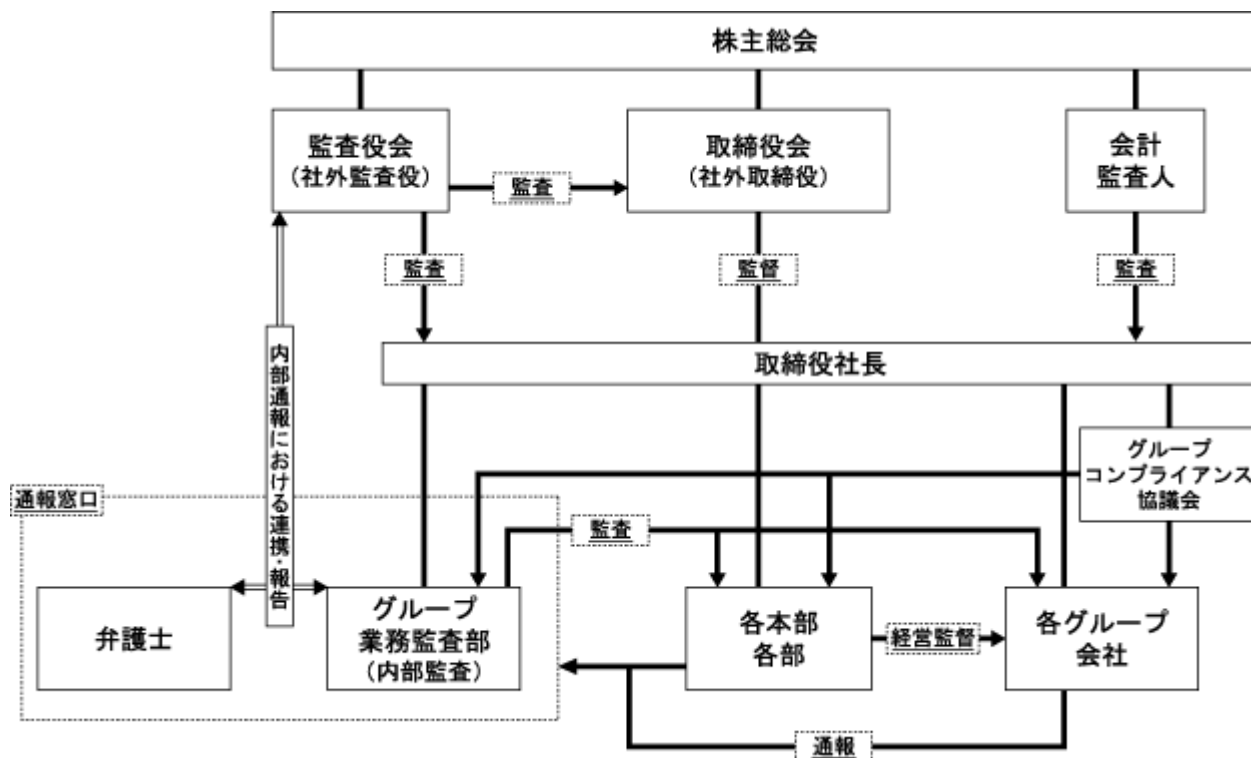 株主総会
監査役会
(社外監査役)
取締役会
(社外取締役)
会計
監査人
監査
監査
監督
監査
取締役社長
内部通報における連携・報告
グループ
コンプライアンス
協議会
通報窓口
監査
弁護士
グループ
業務監査部
(内部監査)
各本部
各部
経営監督
各グループ
会社
通報